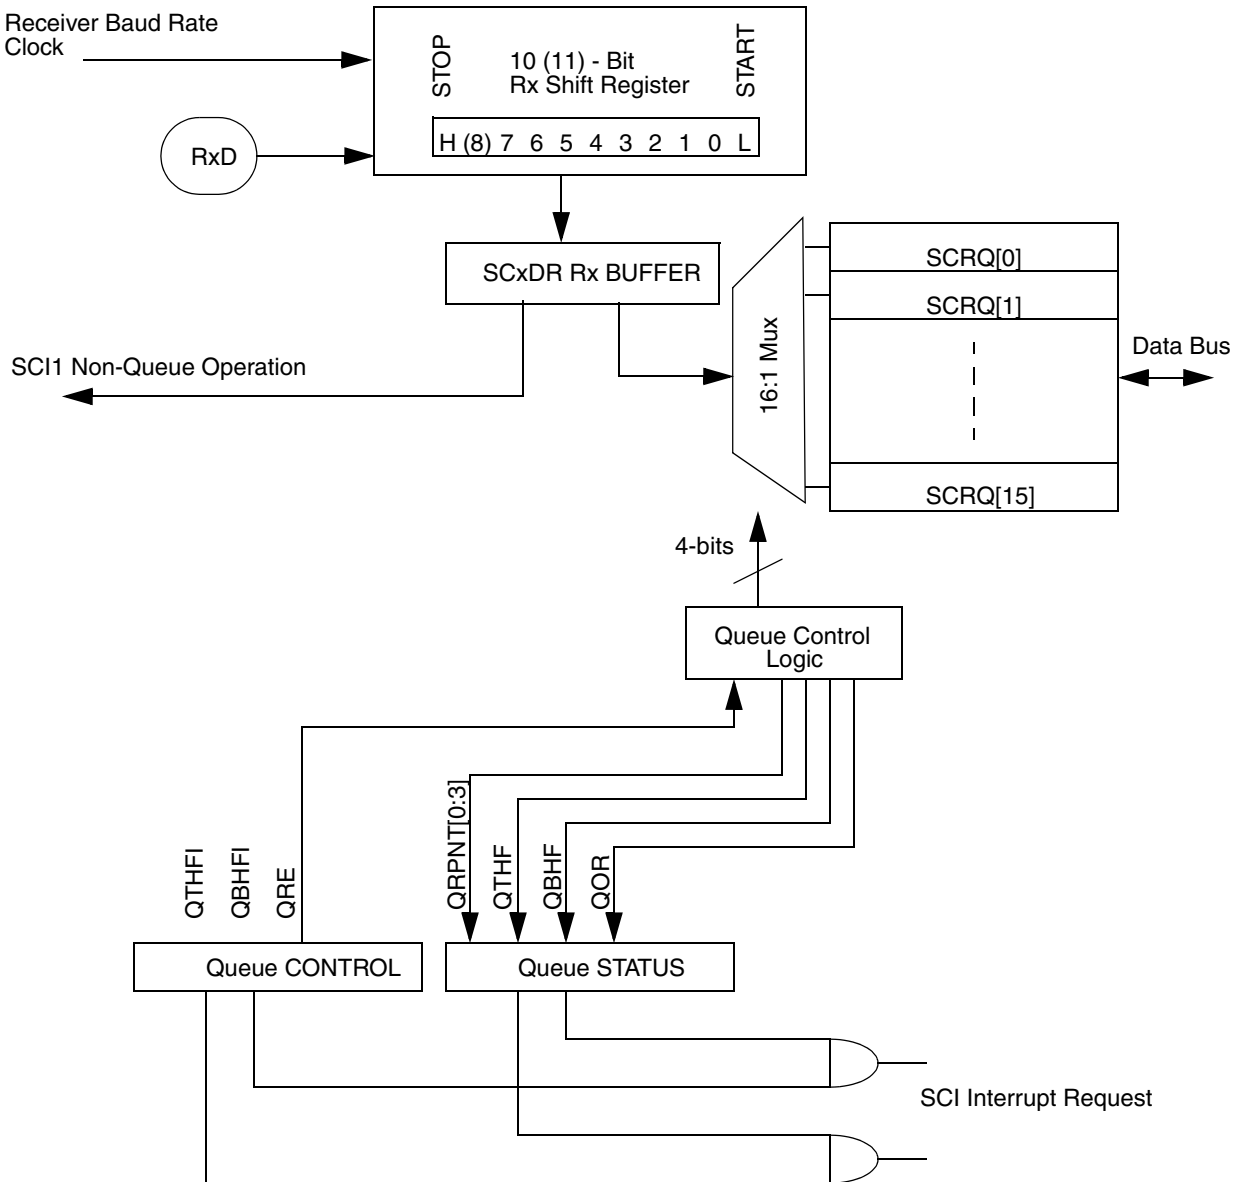 Receiver Baud Rate
Clock
STOP
10 (11) - Bit
Rx Shift Register
START
H (8) 7 6 5 4 3 2 1 0 L
RxD
SCxDR Rx BUFFER
SCI1 Non-Queue Operation
16:1 Mux
SCRQ[0]
SCRQ[1]
SCRQ[15]
Data Bus
4-bits
Queue Control
Logic
QTHFI
QBHFI
QRE
QRPNT[0:3]
QTHF
QBHF
QOR
Queue CONTROL
Queue STATUS
SCI Interrupt Request